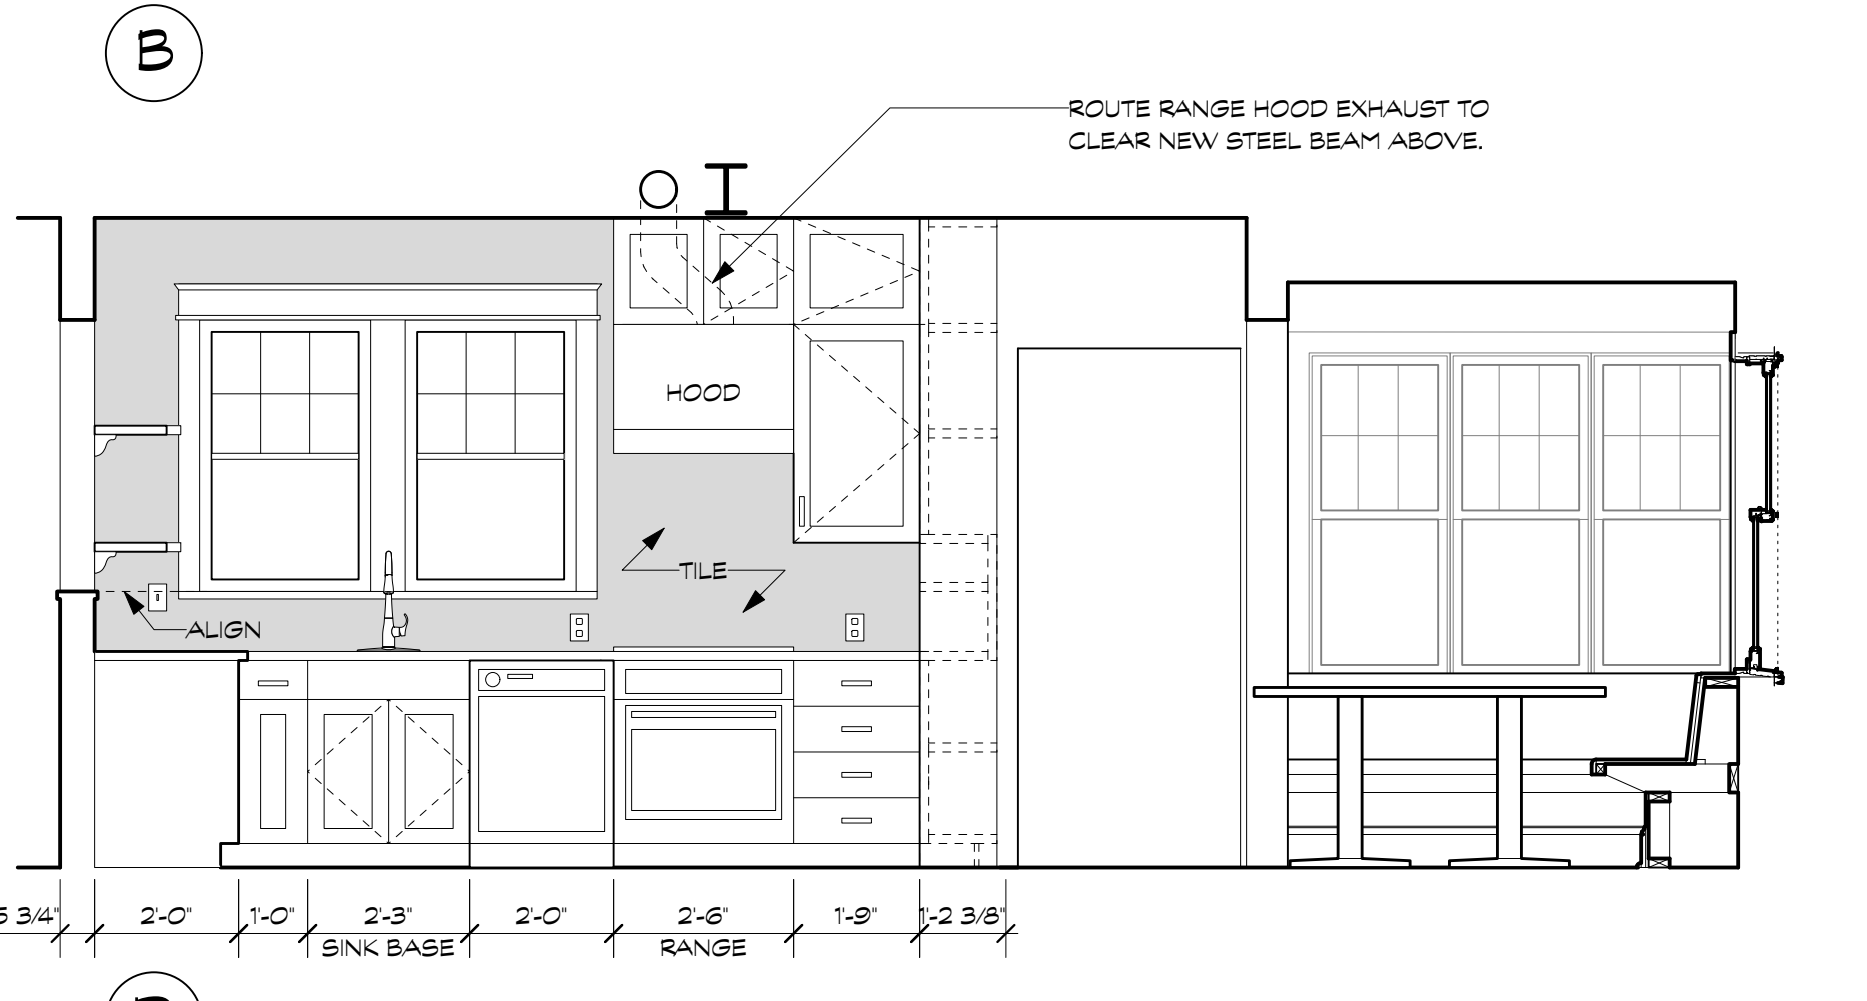 B
ROUTE RANGE HOOD EXHAUST TO
CLEAR NEW STEEL BEAM ABOVE.
HOOD
TILE
ALIGN
3/4" 2'-0" 1'-0" 2'-3" 2'-0" 2'-6" 1'-9" 1'-2 3/8"
SINK BASE RANGE